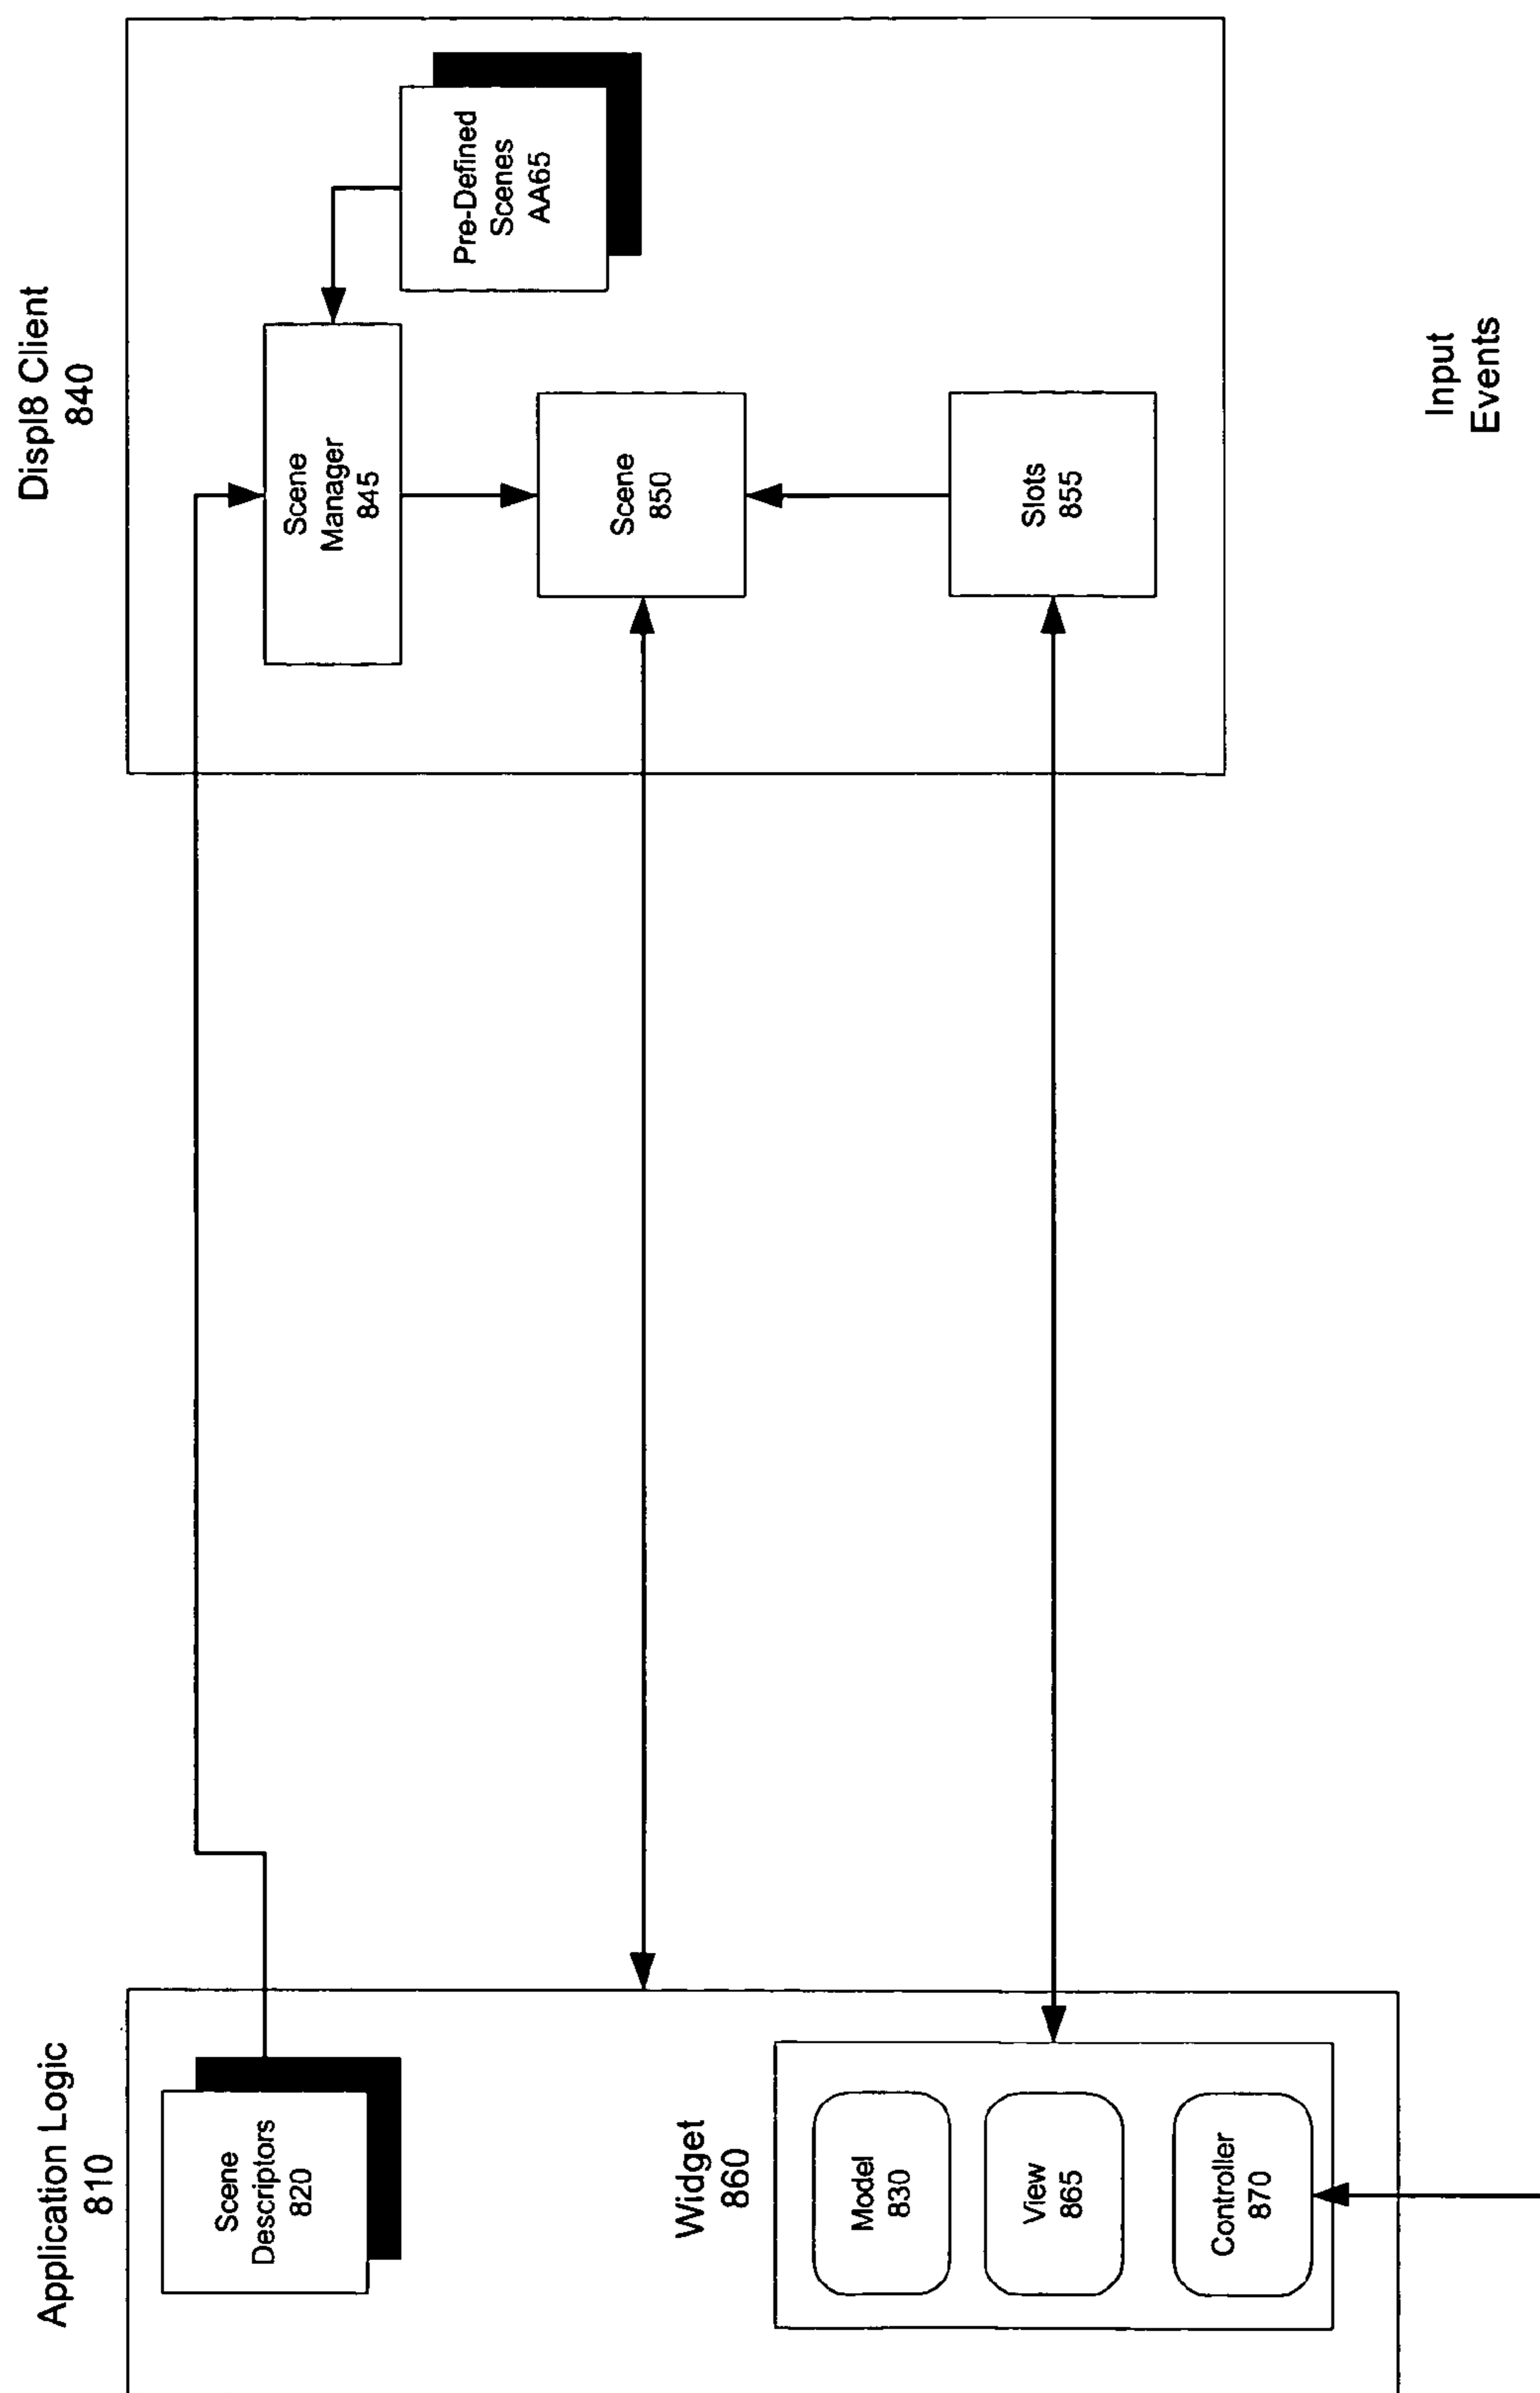 Application Logic
810
Scene
Descriptors
820
Widget
860
Model
830
View
865
Controller
870
Displ8 Client
840
Scene
Manager
845
Pre-Defined
Scenes
AA65
Scene
850
Slots
855
Input
Events